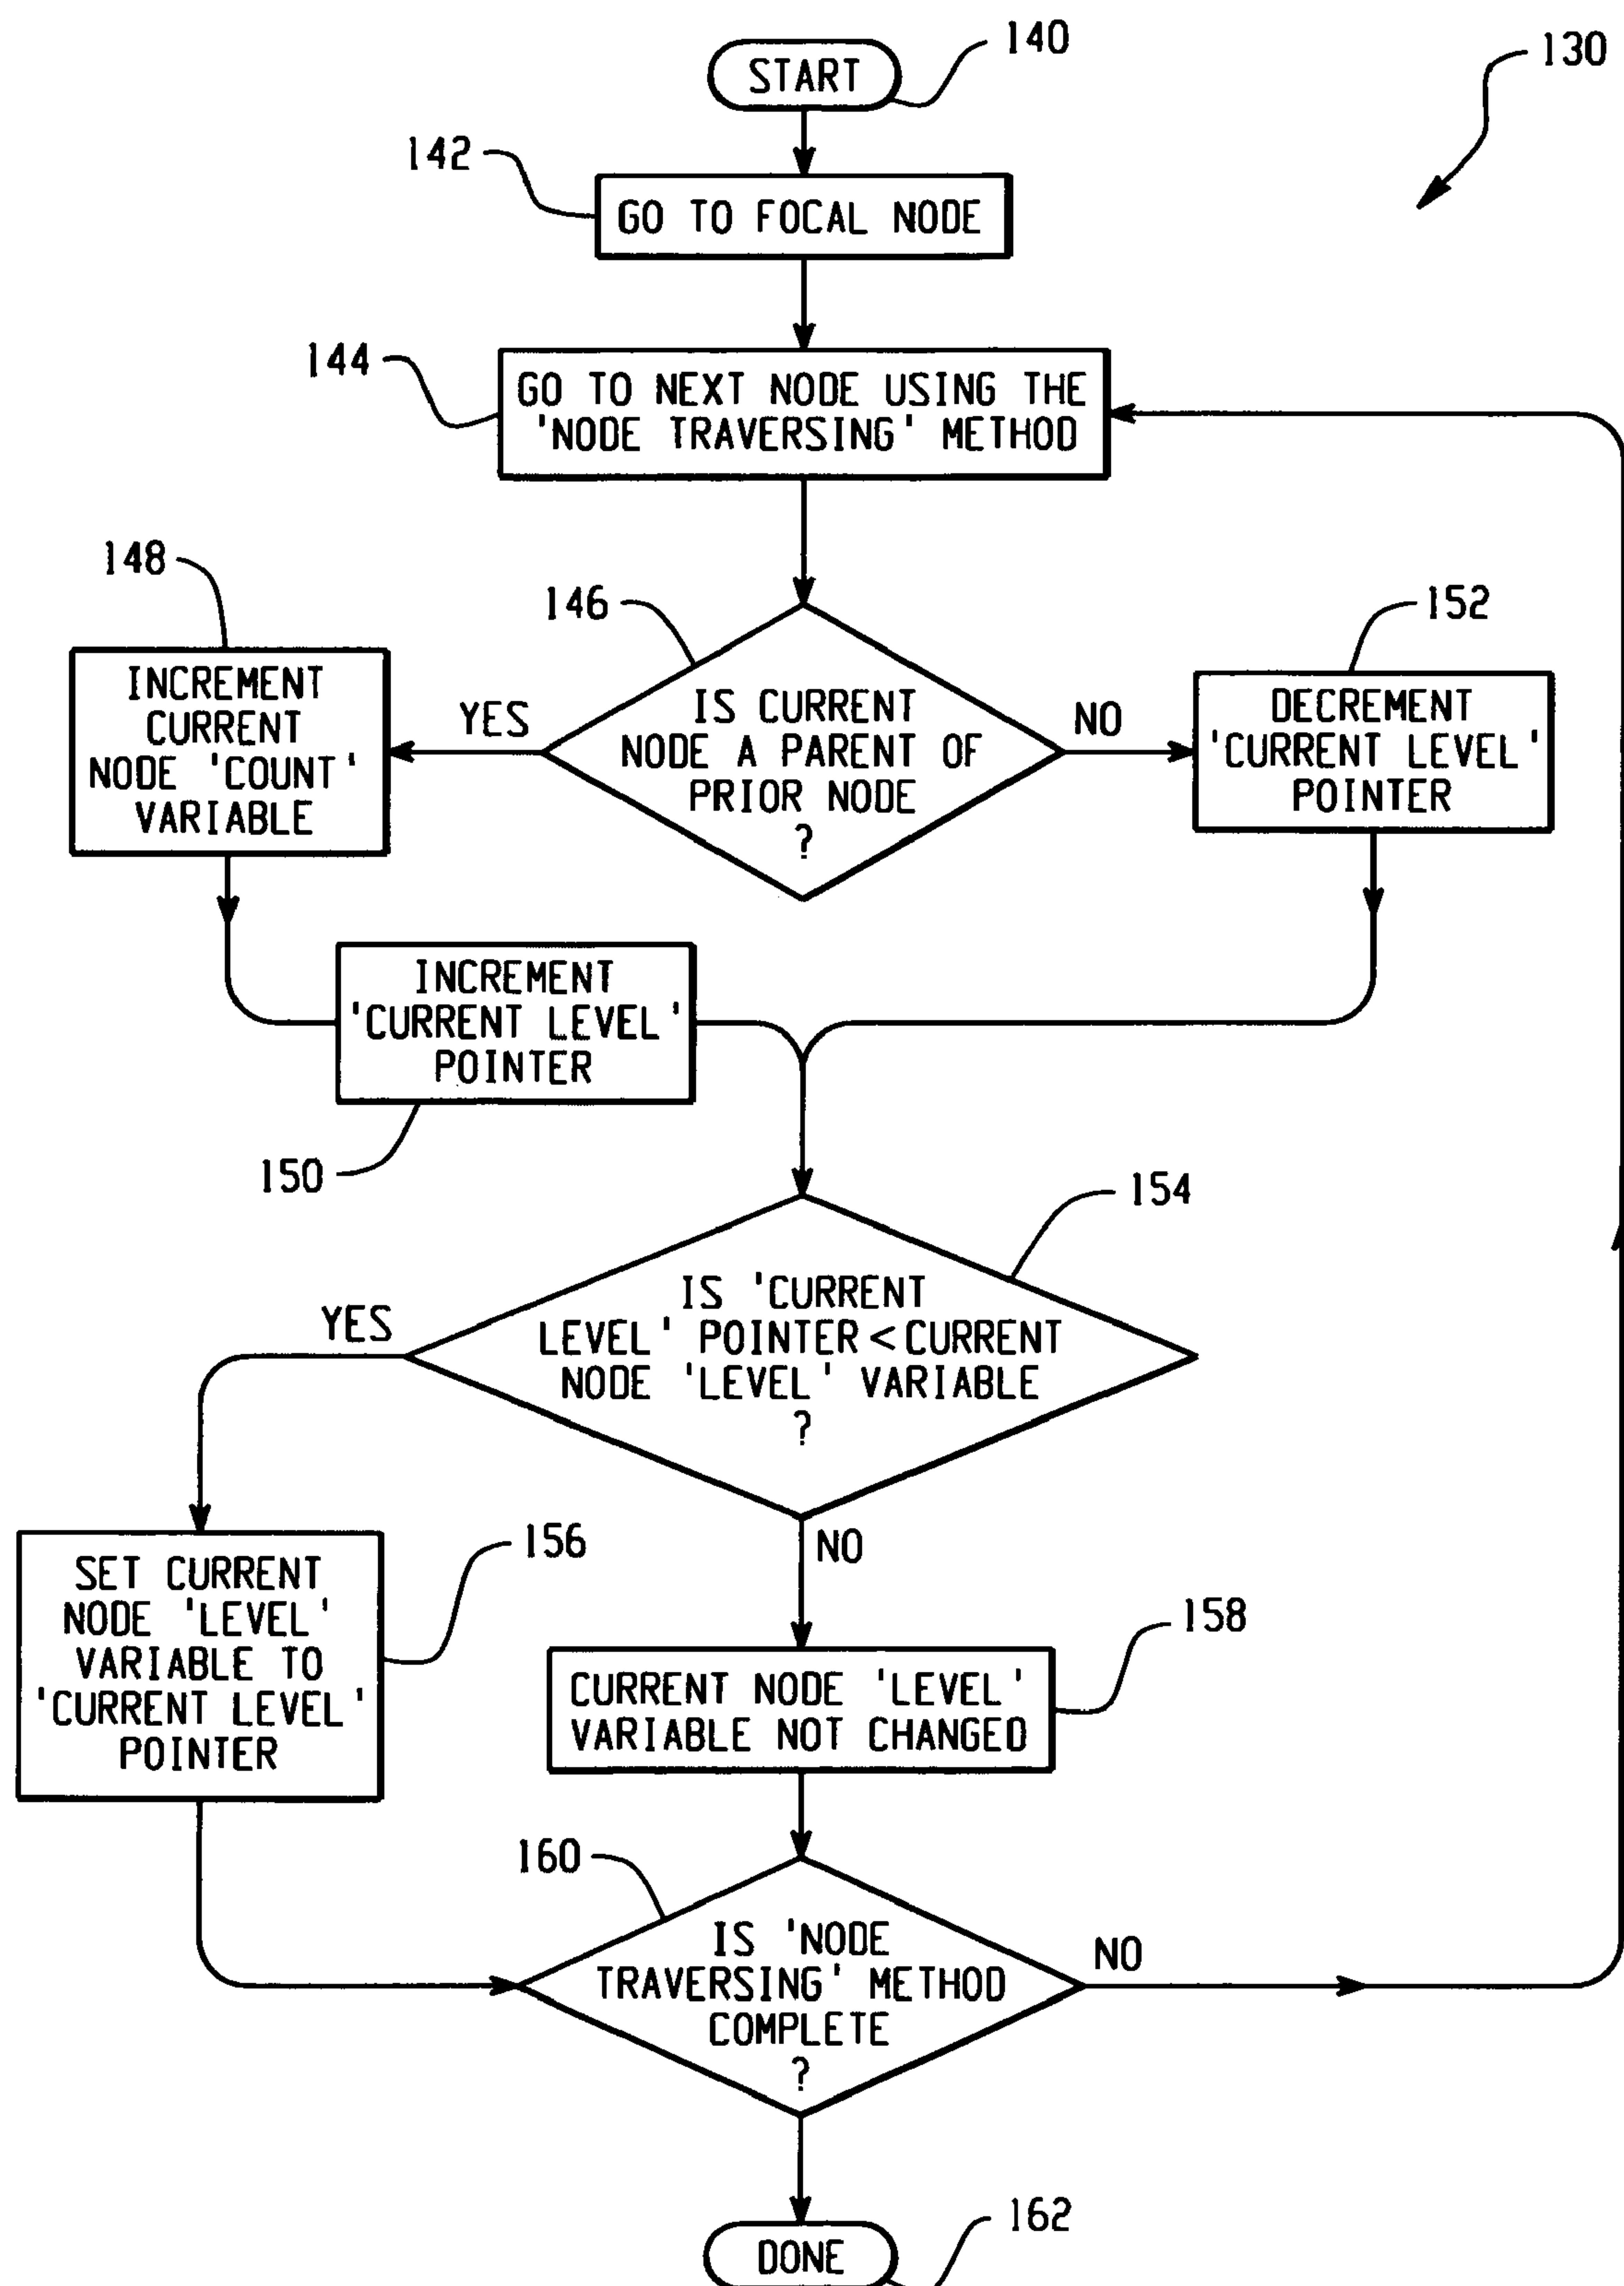 START
140
130
142
GO TO FOCAL NODE
144
GO TO NEXT NODE USING THE
'NODE TRAVERSING' METHOD
148
146
152
INCREMENT
CURRENT
NODE 'COUNT'
VARIABLE
YES
IS CURRENT
NODE A PARENT OF
PRIOR NODE
?
NO
DECREMENT
'CURRENT LEVEL'
POINTER
INCREMENT
'CURRENT LEVEL'
POINTER
150
154
YES
IS 'CURRENT
LEVEL' POINTER < CURRENT
NODE 'LEVEL' VARIABLE
?
NO
SET CURRENT
NODE 'LEVEL'
VARIABLE TO
'CURRENT LEVEL'
POINTER
156
158
CURRENT NODE 'LEVEL'
VARIABLE NOT CHANGED
160
IS 'NODE
TRAVERSING' METHOD
COMPLETE
?
NO
162
DONE